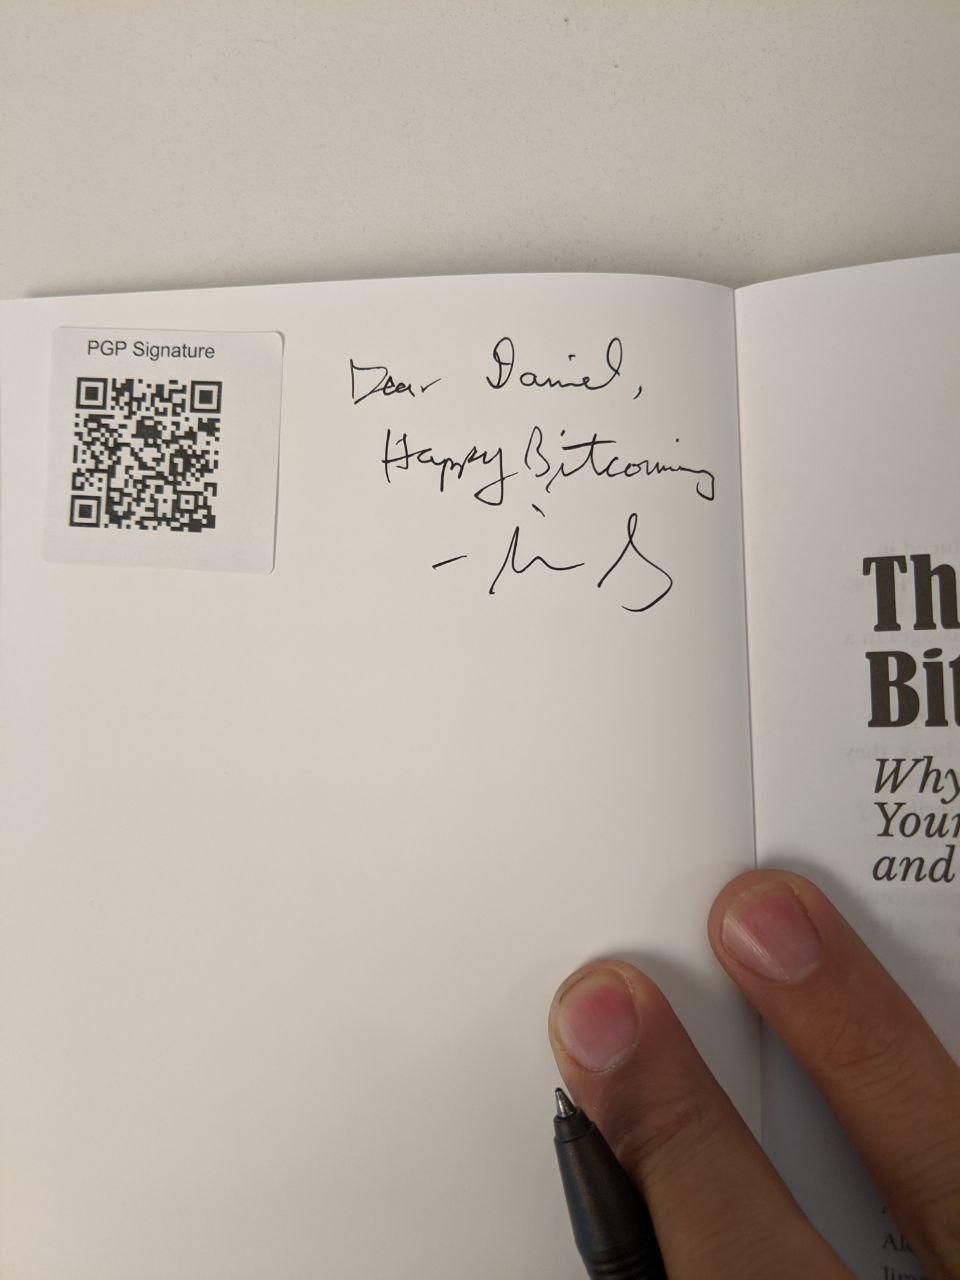 PGP Signature
Dear Daniel,
Happy Bitcoining
Th
Bit
Why
Your
and